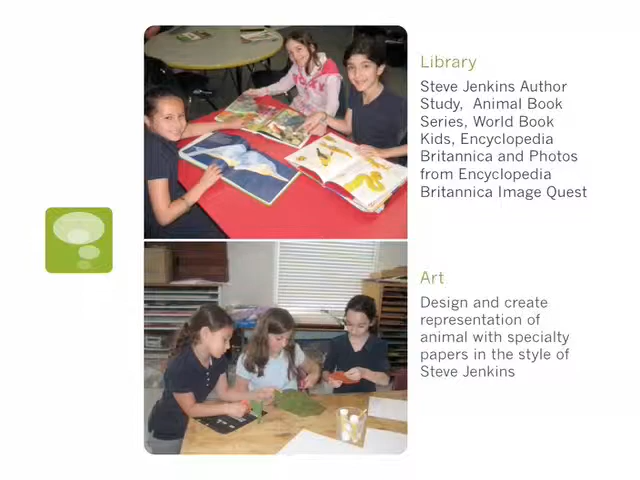 Library
Steve Jenkins Author
Study, Animal Book
Series, World Book
Kids, Encyclopedia
Britannica and Photos
from Encyclopedia
Britannica Image Quest
Art
Design and create
representation of
animal with specialty
papers in the style of
Steve Jenkins